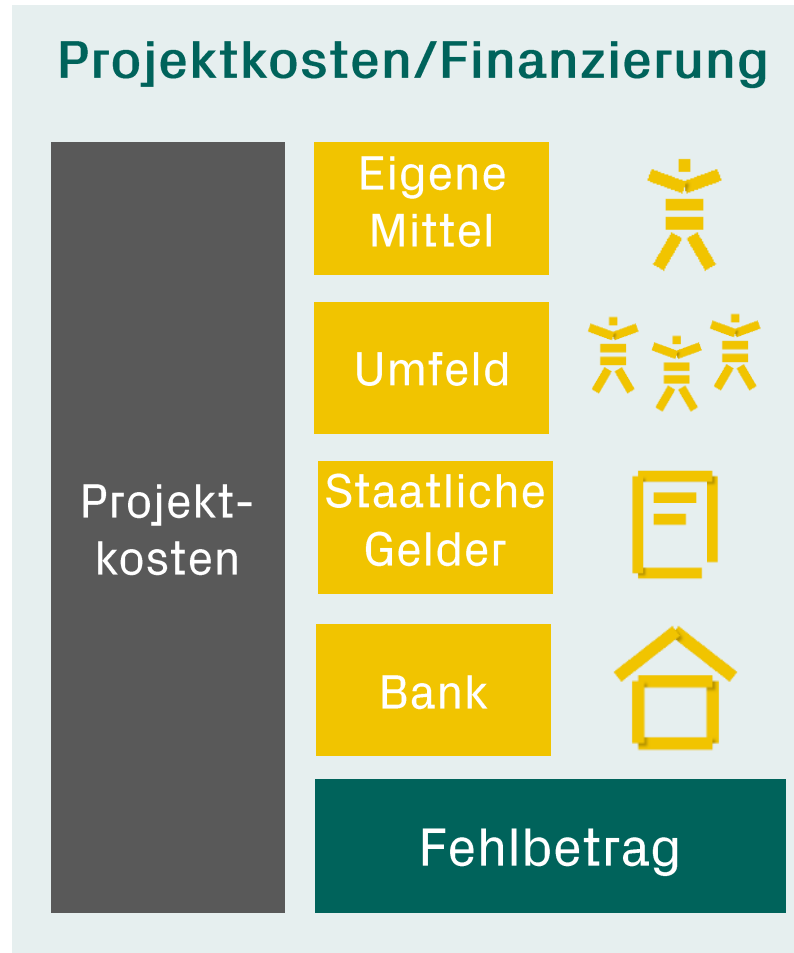 Projektkosten/Finanzierung
Projekt-
kosten
Eigene
Mittel
Umfeld
Staatliche
Gelder
Bank
Fehlbetrag